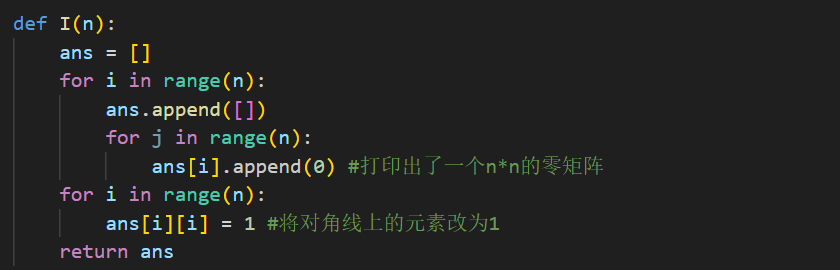 def I(n):
    ans = []
    for i in range(n):
        ans.append([])
        for j in range(n):
            ans[i].append(0) #打印出了一个n*n的零矩阵
    for i in range(n):
        ans[i][i] = 1 #将对角线上的元素改为1
    return ans